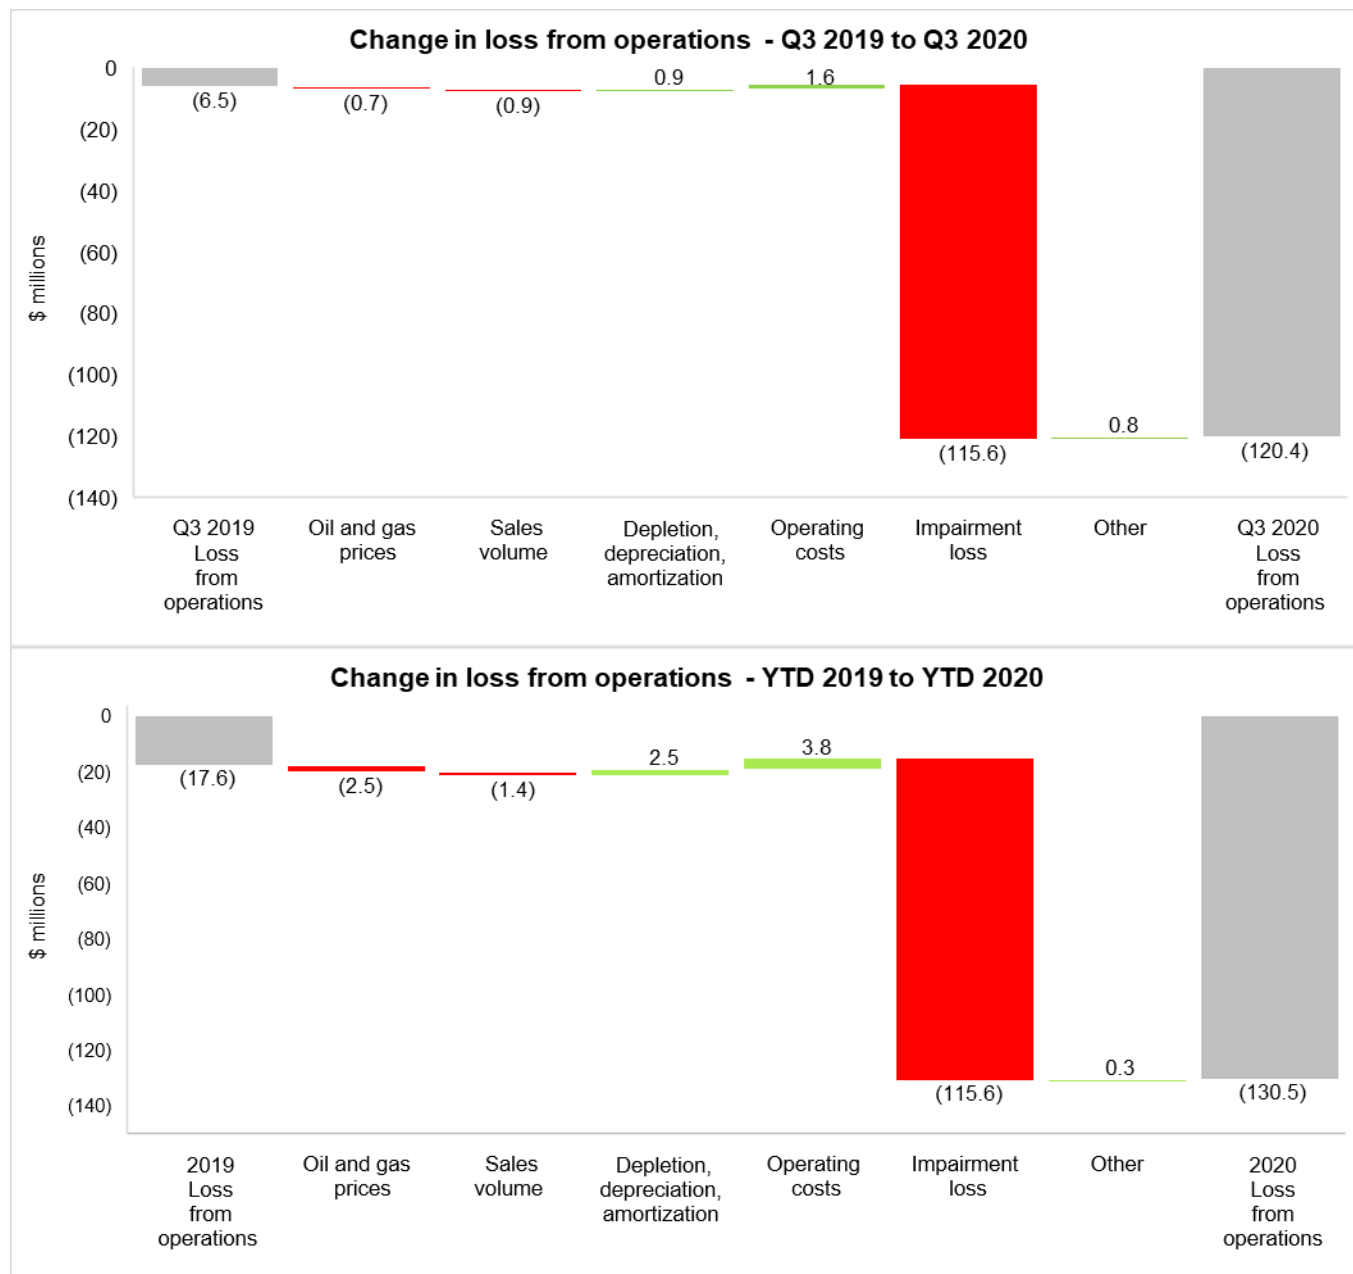 Change in loss from operations - Q3 2019 to Q3 2020
0
(20)
(40)
(60)
(80)
(100)
(120)
(140)
$ millions
(6.5)
(0.7)
(0.9)
0.9
1.6
(115.6)
0.8
(120.4)
Q3 2019
Loss
from
operations
Oil and gas
prices
Sales
volume
Depletion,
depreciation,
amortization
Operating
costs
Impairment
loss
Other
Q3 2020
Loss
from
operations
Change in loss from operations - YTD 2019 to YTD 2020
0
(20)
(40)
(60)
(80)
(100)
(120)
(140)
$ millions
(17.6)
(2.5)
(1.4)
2.5
3.8
(115.6)
0.3
(130.5)
2019
Loss
from
operations
Oil and gas
prices
Sales
volume
Depletion,
depreciation,
amortization
Operating
costs
Impairment
loss
Other
2020
Loss
from
operations